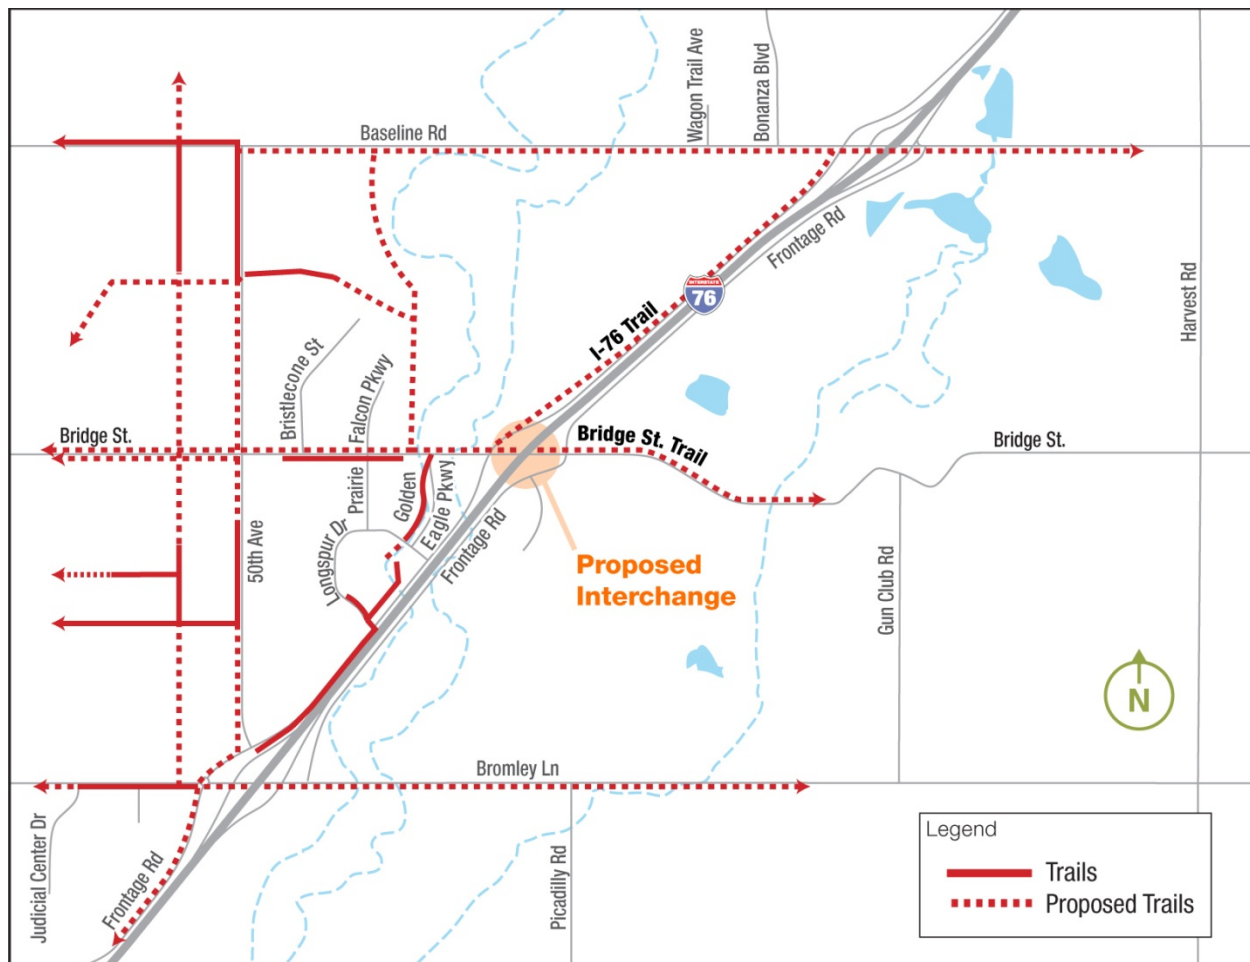 Baseline Rd
Wagon Trail Ave
Bonanza Blvd
Frontage Rd
INTERSTATE
76
Harvest Rd
I-76 Trail
Bristlecone St
Falcon Pkwy
Prairie
Bridge St.
Bridge St. Trail
Bridge St.
Golden
Eagle Pkwy
Longspur Dr
Frontage Rd
50th Ave
Proposed
Interchange
Gun Club Rd
N
Bromley Ln
Judicial Center Dr
Frontage Rd
Picadilly Rd
Legend
Trails
Proposed Trails